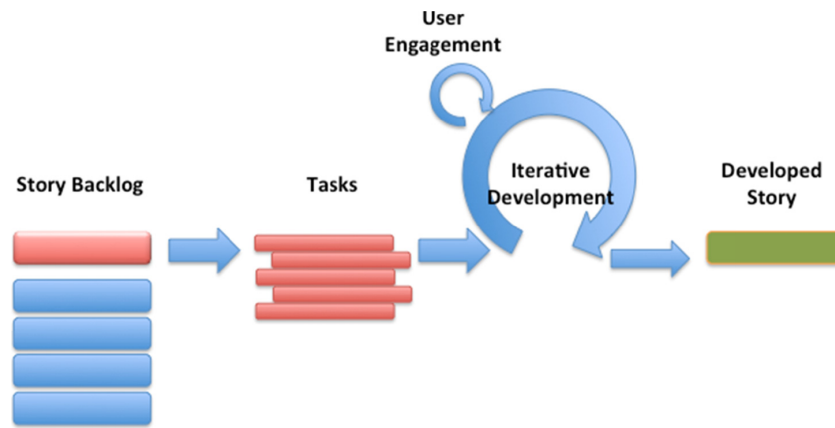 User
Engagement
Story Backlog
Tasks
Iterative
Development
Developed
Story